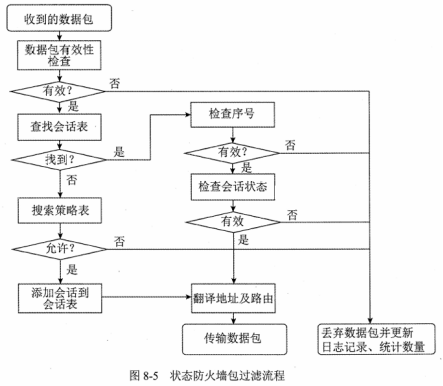 收到的数据包
数据包有效性
检查
有效?
否
是
查找会话表
找到?
是
否
搜索策略表
允许?
否
是
添加会话到
会话表
检查序号
有效?
否
是
检查会话状态
有效
否
是
翻译地址及路由
传输数据包
丢弃数据包并更新
日志记录、统计数量
图 8-5 状态防火墙包过滤流程